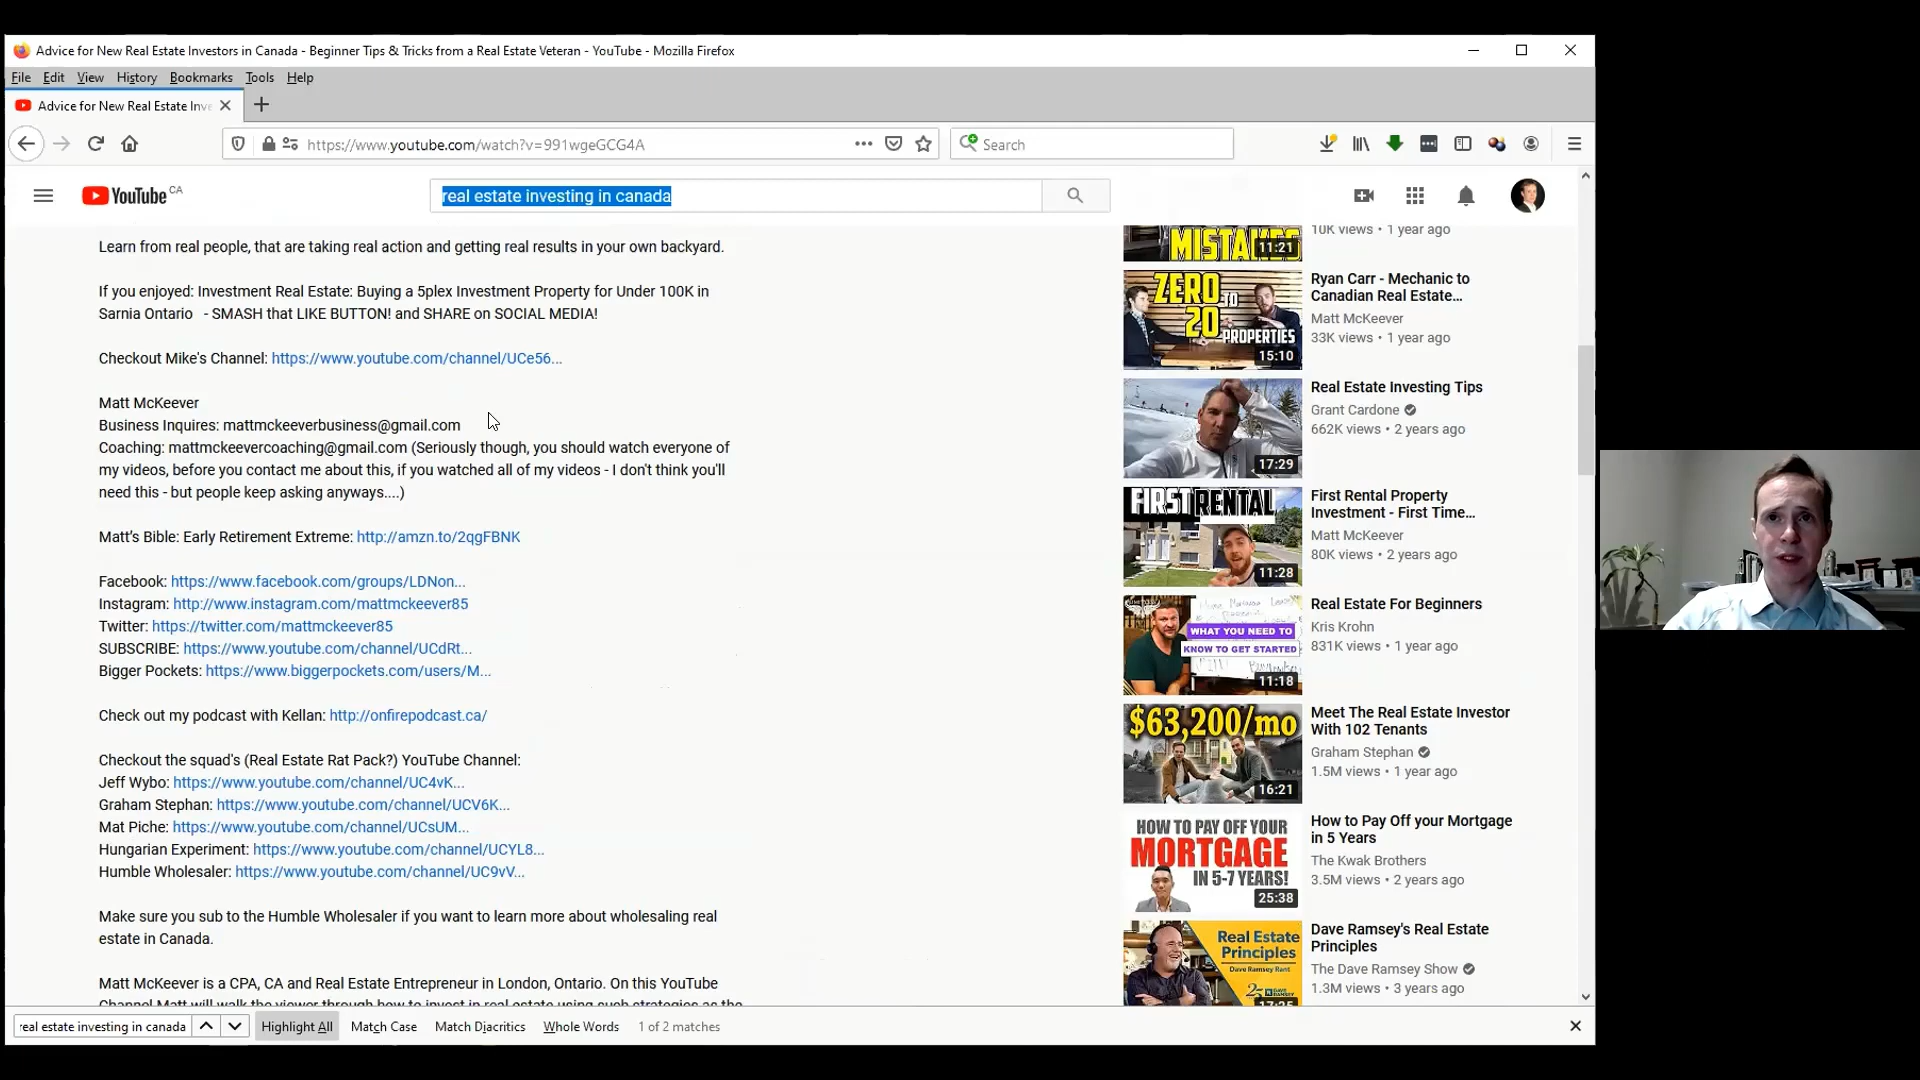 Advice for New Real Estate Investors in Canada - Beginner Tips & Tricks from a Real Estate Veteran - YouTube - Mozilla Firefox
File Edit View History Bookmarks Tools Help
Advice for New Real Estate Inve
https://www.youtube.com/watch?v=991wgeGCG4A
Search
YouTube CA
real estate investing in canada
Learn from real people, that are taking real action and getting real results in your own backyard.
If you enjoyed: Investment Real Estate: Buying a 5plex Investment Property for Under 100K in
Sarnia Ontario - SMASH that LIKE BUTTON! and SHARE on SOCIAL MEDIA!
Checkout Mike's Channel: https://www.youtube.com/channel/UCe56...
Matt McKeever
Business Inquires: mattmckeeverbusiness@gmail.com
Coaching: mattmckeevercoaching@gmail.com (Seriously though, you should watch everyone of
my videos, before you contact me about this, if you watched all of my videos - I don't think you'll
need this - but people keep asking anyways....)
Matt's Bible: Early Retirement Extreme: http://amzn.to/2qgFBNK
Facebook: https://www.facebook.com/groups/LDNon...
Instagram: http://www.instagram.com/mattmckeever85
Twitter: https://twitter.com/mattmckeever85
SUBSCRIBE: https://www.youtube.com/channel/UCdRt...
Bigger Pockets: https://www.biggerpockets.com/users/M...
Check out my podcast with Kellan: http://onfirepodcast.ca/
Checkout the squad's (Real Estate Rat Pack?) YouTube Channel:
Jeff Wybo: https://www.youtube.com/channel/UC4vK...
Graham Stephan: https://www.youtube.com/channel/UCV6K...
Mat Piche: https://www.youtube.com/channel/UCsUM...
Hungarian Experiment: https://www.youtube.com/channel/UCYL8...
Humble Wholesaler: https://www.youtube.com/channel/UC9vV...
Make sure you sub to the Humble Wholesaler if you want to learn more about wholesaling real
estate in Canada.
Matt McKeever is a CPA, CA and Real Estate Entrepreneur in London, Ontario. On this YouTube
Channel Matt will walk the viewer through how to invest in real estate using such strategies as the
MISTAKES
11:21
10K views • 1 year ago
ZERO
TO
20
PROPERTIES
15:10
Ryan Carr - Mechanic to
Canadian Real Estate...
Matt McKeever
33K views • 1 year ago
17:29
Real Estate Investing Tips
Grant Cardone
662K views • 2 years ago
FIRST RENTAL
11:28
First Rental Property
Investment - First Time...
Matt McKeever
80K views • 2 years ago
WHAT YOU NEED TO
KNOW TO GET STARTED
11:18
Real Estate For Beginners
Kris Krohn
831K views • 1 year ago
$63,200/mo
16:21
Meet The Real Estate Investor
With 102 Tenants
Graham Stephan
1.5M views • 1 year ago
HOW TO PAY OFF YOUR
MORTGAGE
IN 5-7 YEARS!
25:38
How to Pay Off your Mortgage
in 5 Years
The Kwak Brothers
3.5M views • 2 years ago
Real Estate
Principles
Dave Ramsey Rant
25
Dave Ramsey's Real Estate
Principles
The Dave Ramsey Show
1.3M views • 3 years ago
real estate investing in canada
Highlight All Match Case Match Diacritics Whole Words 1 of 2 matches